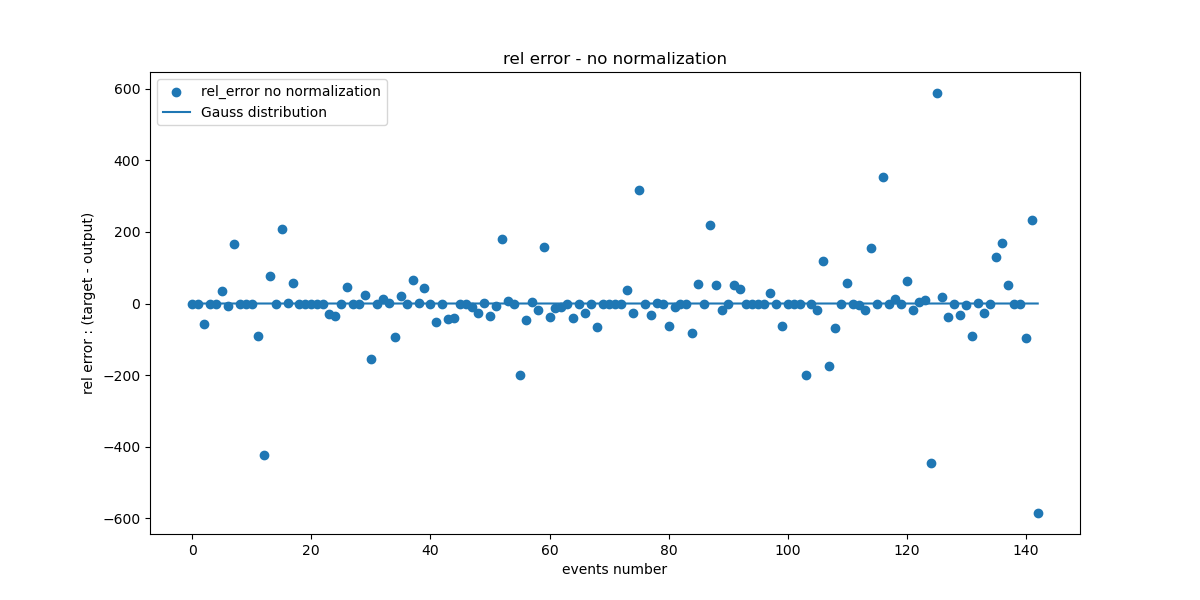 rel error - no normalization
rel_error no normalization
Gauss distribution
rel error : (target - output)
600
400
200
0
−200
−400
−600
0 20 40 60 80 100 120 140
events number